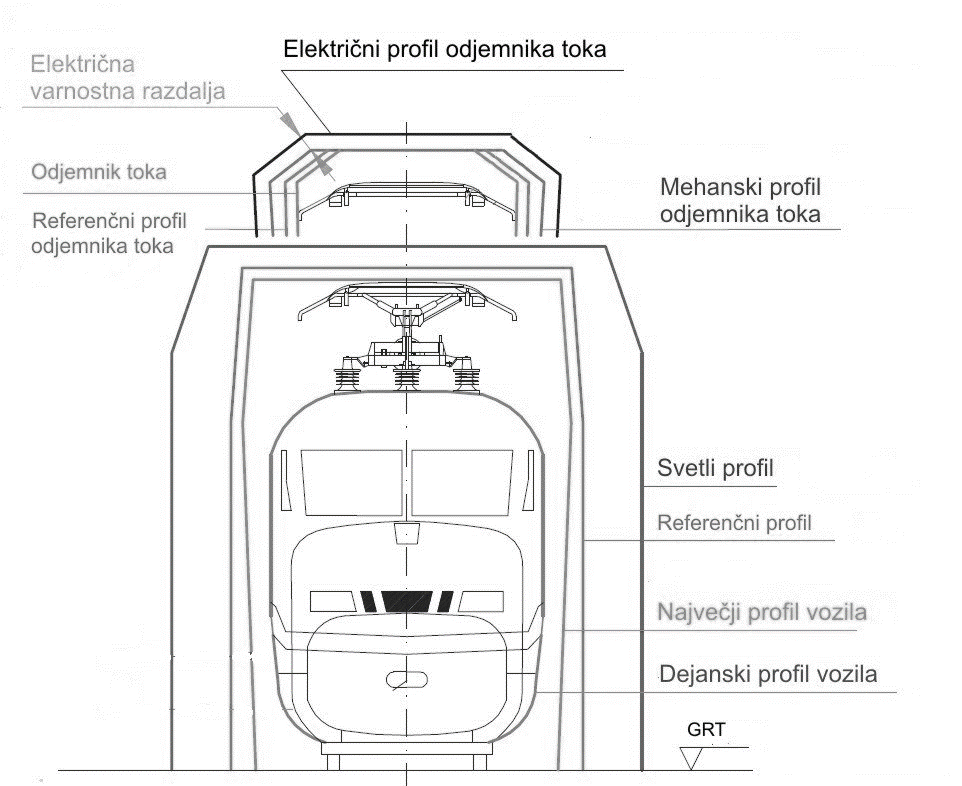 Električni profil odjemnika toka
Električna
varnostna razdalja
Odjemnik toka
Mehanski profil
odjemnika toka
Referenčni profil
odjemnika toka
Svetli profil
Referenčni profil
Največji profil vozila
Dejanski profil vozila
GRT